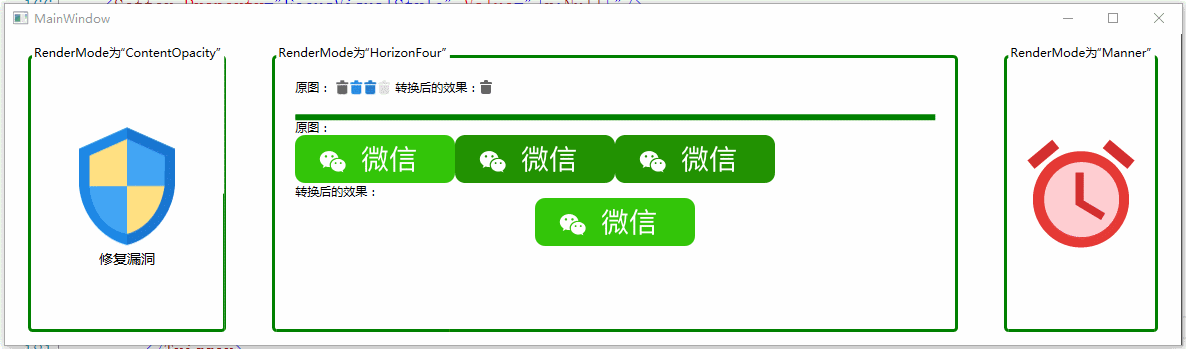 MainWindow
RenderMode为“ContentOpacity”
修复漏洞
RenderMode为“HorizonFour”
原图： 转换后的效果：
原图：
微信 微信 微信
转换后的效果：
微信
RenderMode为“Manner”